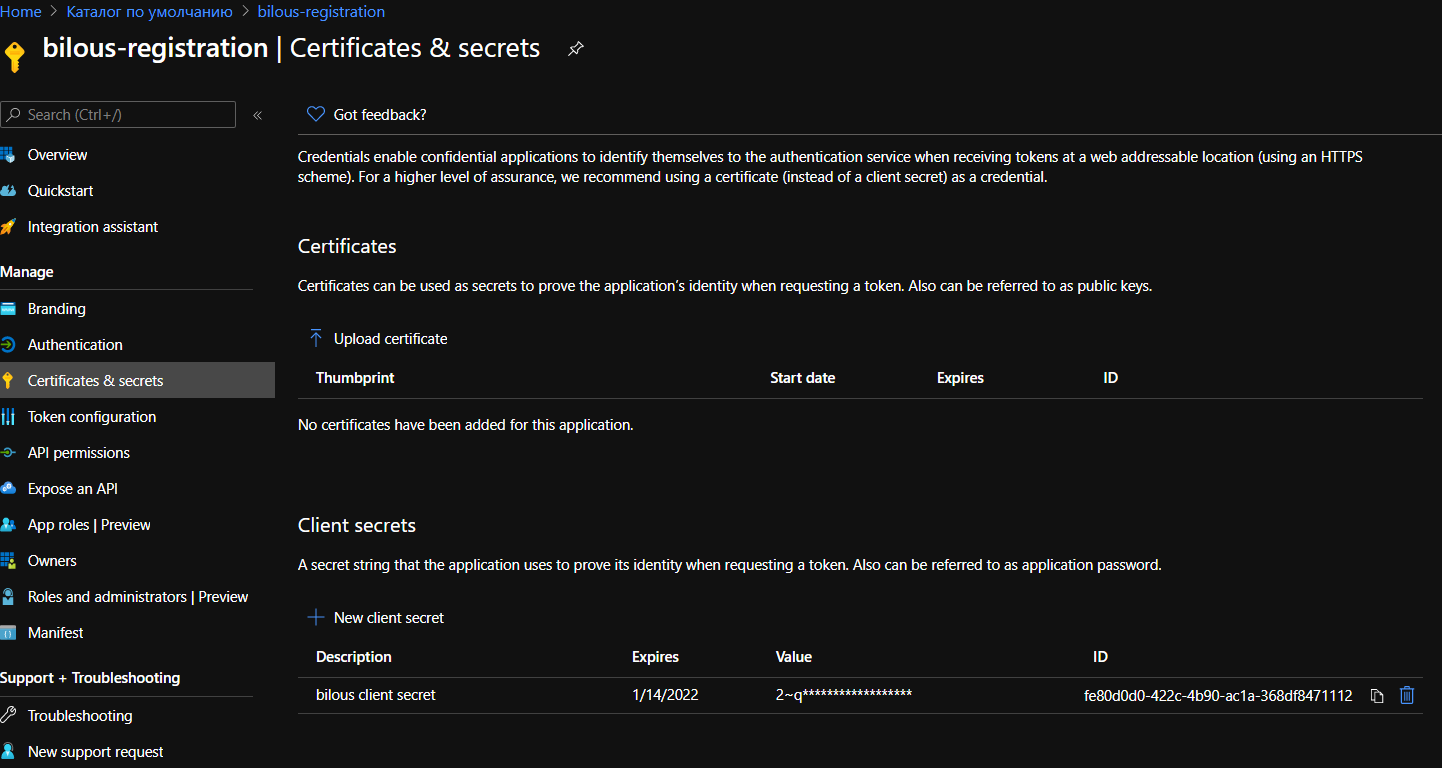 Home > Каталог по умолчанию > bilous-registration
bilous-registration | Certificates & secrets
Search (Ctrl+/)
«
Overview
Quickstart
Integration assistant
Manage
Branding
Authentication
Certificates & secrets
Token configuration
API permissions
Expose an API
App roles | Preview
Owners
Roles and administrators | Preview
Manifest
Support + Troubleshooting
Troubleshooting
New support request
Got feedback?
Credentials enable confidential applications to identify themselves to the authentication service when receiving tokens at a web addressable location (using an HTTPS
scheme). For a higher level of assurance, we recommend using a certificate (instead of a client secret) as a credential.
Certificates
Certificates can be used as secrets to prove the application's identity when requesting a token. Also can be referred to as public keys.
Upload certificate
Thumbprint Start date Expires ID
No certificates have been added for this application.
Client secrets
A secret string that the application uses to prove its identity when requesting a token. Also can be referred to as application password.
New client secret
Description Expires Value ID
bilous client secret 1/14/2022 2~q****************** fe80d0d0-422c-4b90-ac1a-368df8471112